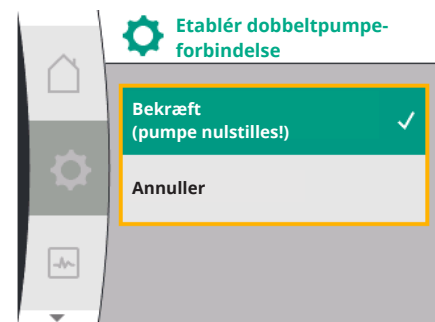 Etablér dobbeltpumpe-
forbindelse
Bekræft
(pumpe nulstilles!)
Annuller